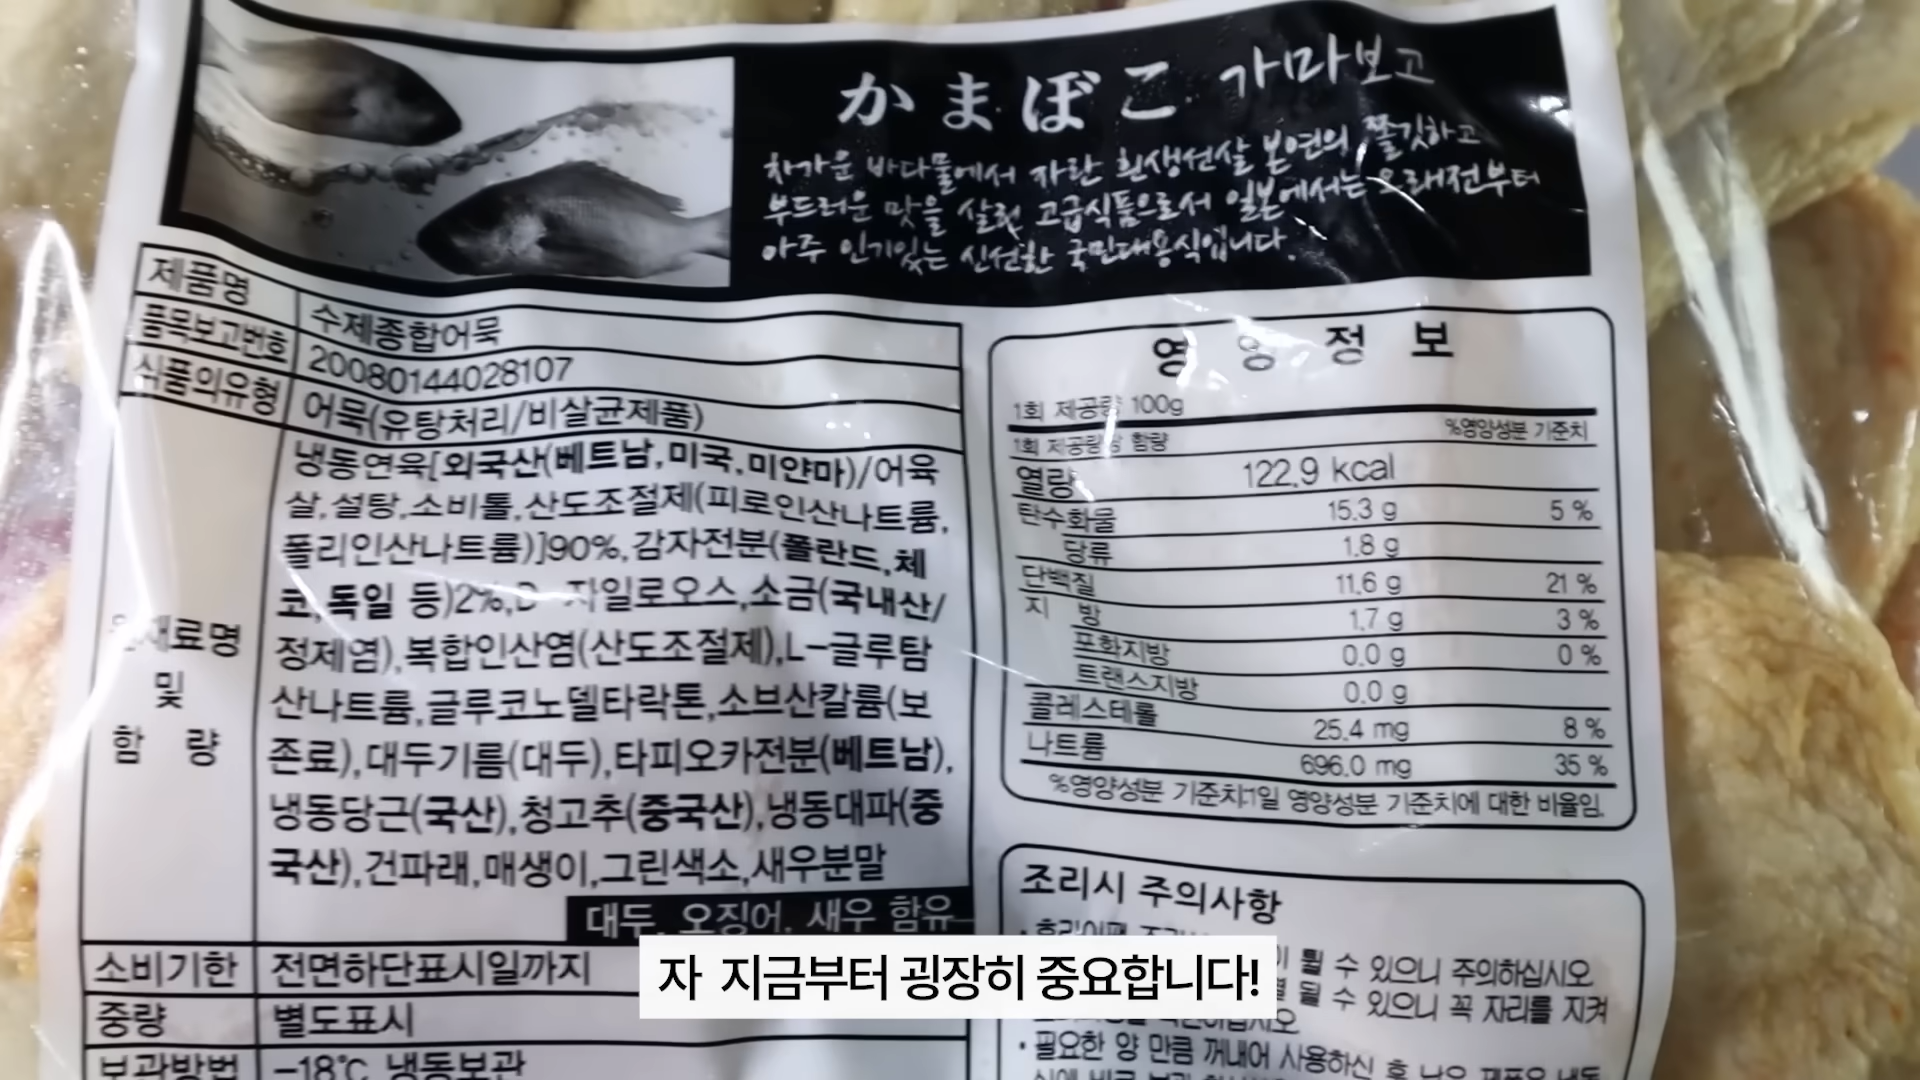 かまぼこ 가마보고
차가운 바다물에서 자란 흰생선살 본연의 쫄깃하고
부드러운 맛을 살린 고급식품으로서 일본에서는 오래전부터
아주 인기있는 신선한 국민대용식입니다.
제품명 수제종합어묵
품목보고번호 20080144028107
식품의유형 어묵(유탕처리/비살균제품)
원재료명
및
함 량
냉동연육[외국산(베트남,미국,미얀마)/어육
살,설탕,소비톨,산도조절제(피로인산나트륨,
폴리인산나트륨)]90%,감자전분(폴란드,체
코,독일 등)2%,D-자일로오스,소금(국내산/
정제염),복합인산염(산도조절제),L-글루탐
산나트륨,글루코노델타락톤,소브산칼륨(보
존료),대두기름(대두),타피오카전분(베트남),
냉동당근(국산),청고추(중국산),냉동대파(중
국산),건파래,매생이,그린색소,새우분말
대두, 오징어, 새우 함유
소비기한 전면하단표시일까지
중량 별도표시
보관방법 -18℃ 냉동보관
영 양 정 보
1회 제공량 100g
1회 제공량당 함량 %영양성분 기준치
열량 122,9 kcal
탄수화물 15.3 g 5 %
당류 1.8 g
단백질 11,6 g 21 %
지 방 1,7 g 3 %
포화지방 0.0 g 0 %
트랜스지방 0,0 g
콜레스테롤 25,4 mg 8 %
나트륨 696.0 mg 35 %
%영양성분 기준치:1일 영양성분 기준치에 대한 비율임.
조리시 주의사항
이 튈 수 있으니 주의하십시오
될 수 있으니 꼭 자리를 지켜
• 필요한 양 만큼 꺼내어 사용하신 후 남은 제품은 냉동
자 지금부터 굉장히 중요합니다!